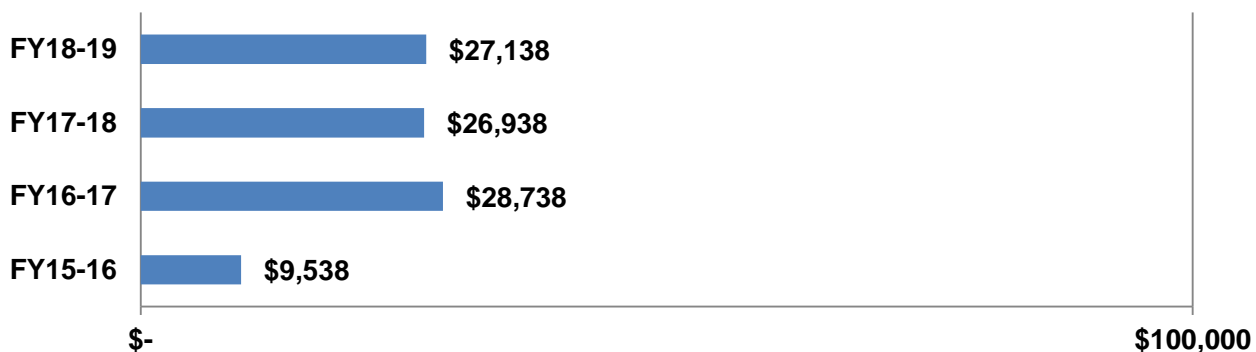 FY18-19 $27,138
FY17-18 $26,938
FY16-17 $28,738
FY15-16 $9,538
$- $100,000